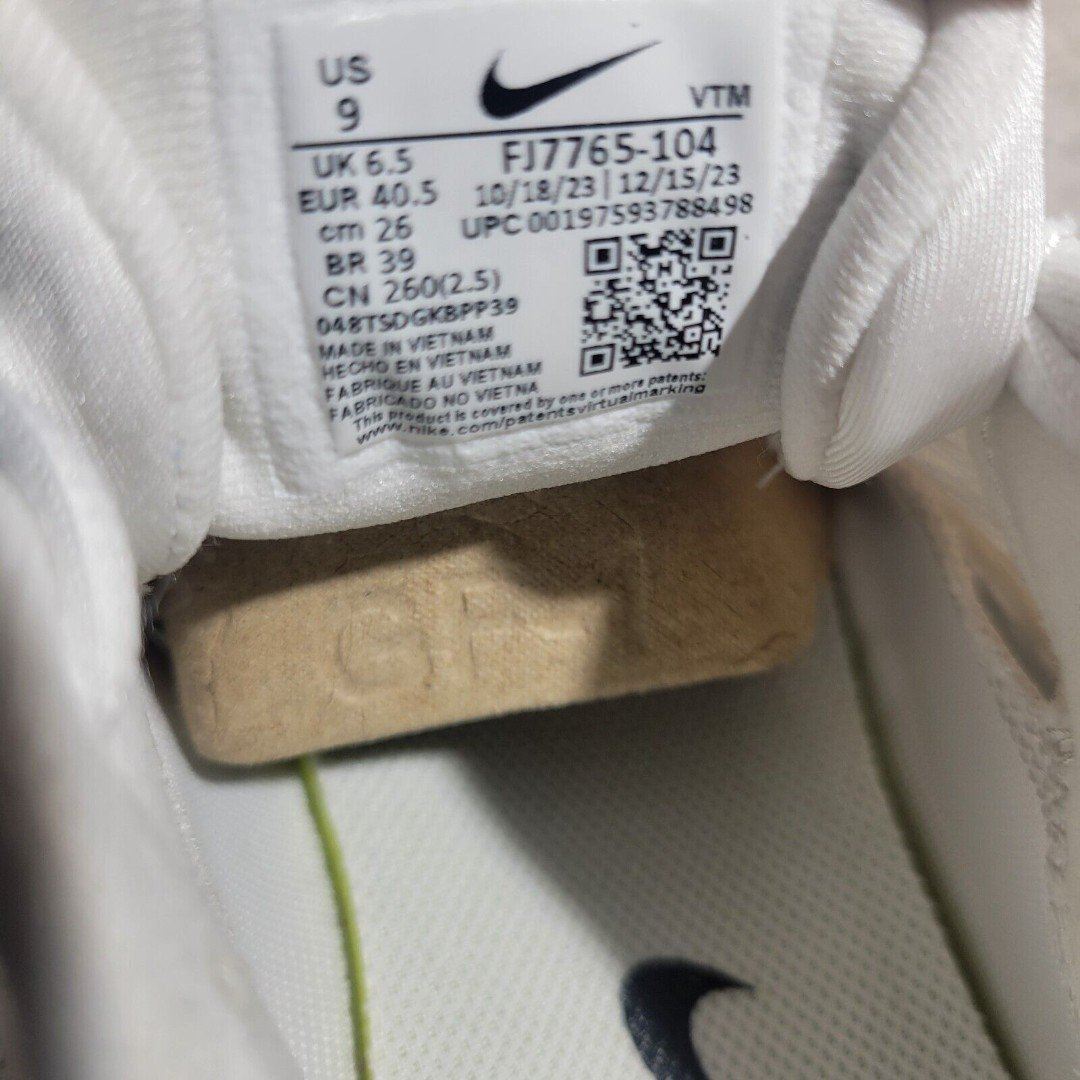 US
9
VTM
UK 6.5
EUR 40.5
cm 26
BR 39
CN 260(2.5)
FJ7765-104
10/18/23 | 12/15/23
UPC 00197593788498
048TSDGKBPP39
MADE IN VIETNAM
HECHO EN VIETNAM
FABRIQUE AU VIETNAM
FABRICADO NO VIETNA
This product is covered by one or more patents:
www.nike.com/patentsvirtualmarking